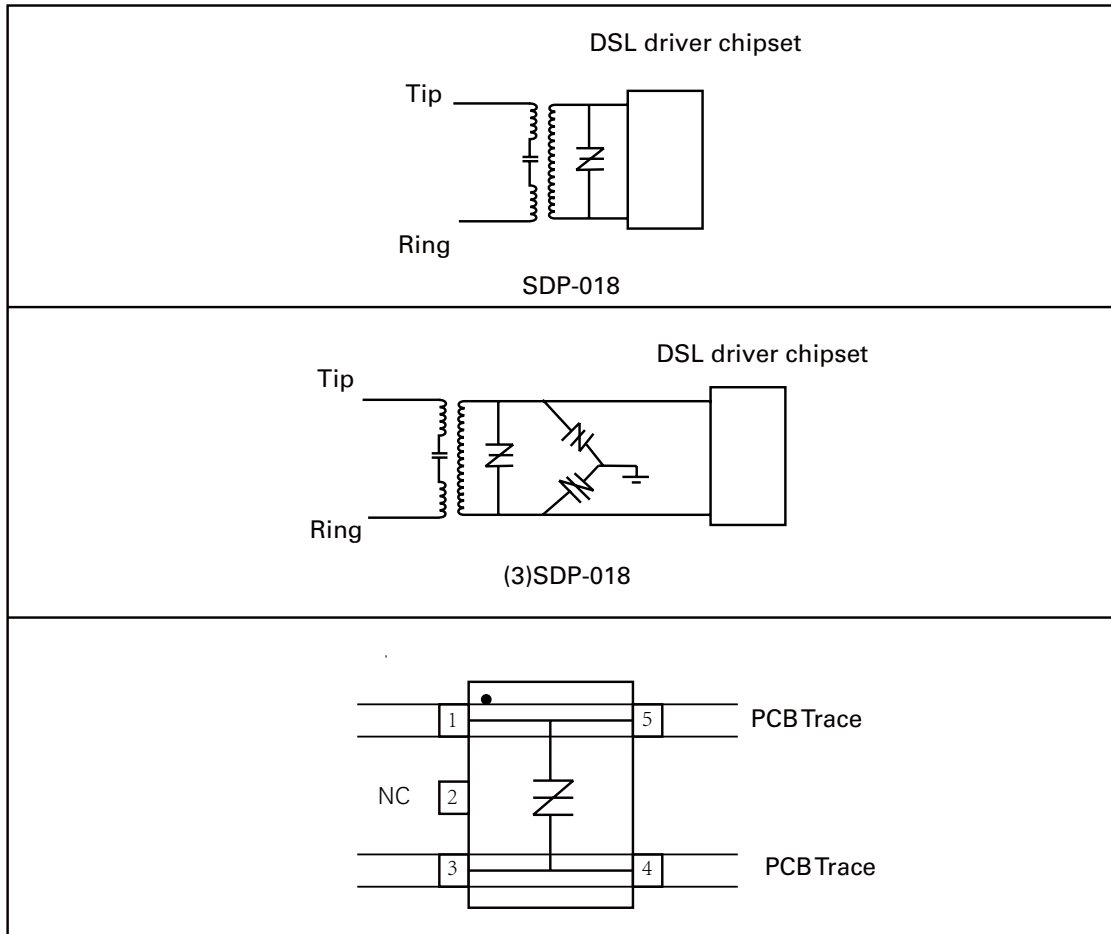 DSL driver chipset
Tip
Ring
SDP-018
DSL driver chipset
Tip
Ring
(3)SDP-018
1
5
PCB Trace
NC
2
3
4
PCB Trace